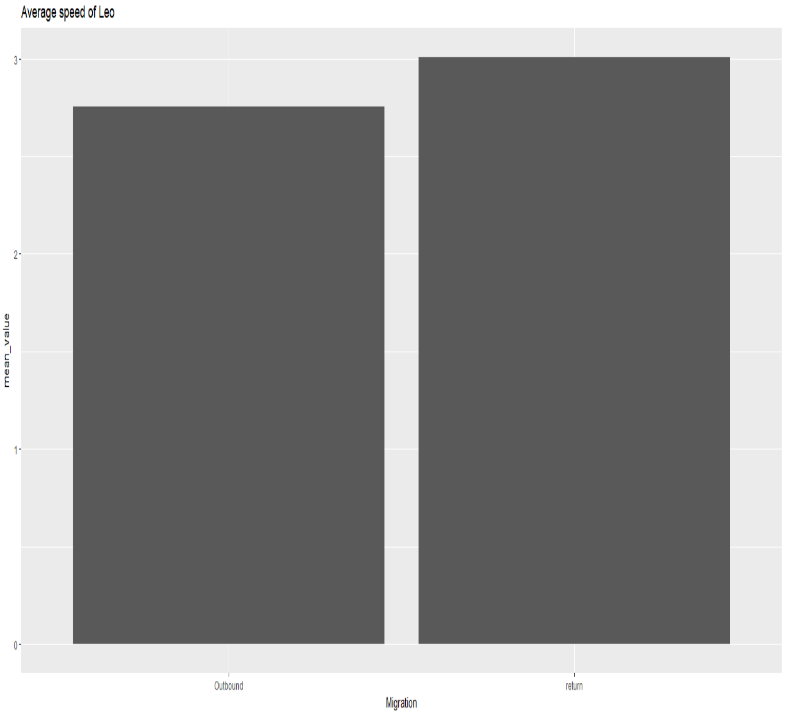 Average speed of Leo
3
2
1
0
mean_value
Outbound
return
Migration